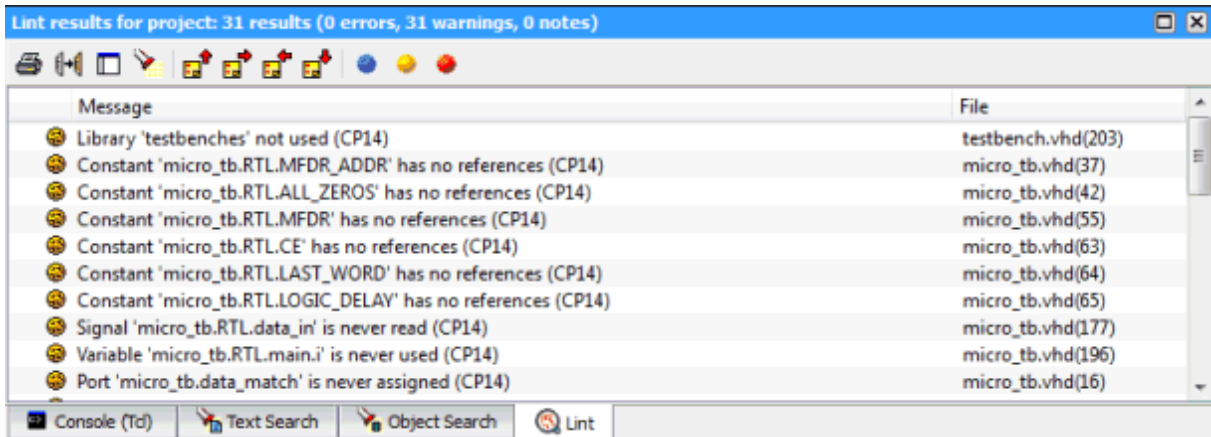 Lint results for project: 31 results (0 errors, 31 warnings, 0 notes)
Message File
Library 'testbenches' not used (CP14) testbench.vhd(203)
Constant 'micro_tb.RTL.MFDR_ADDR' has no references (CP14) micro_tb.vhd(37)
Constant 'micro_tb.RTL.ALL_ZEROS' has no references (CP14) micro_tb.vhd(42)
Constant 'micro_tb.RTL.MFDR' has no references (CP14) micro_tb.vhd(55)
Constant 'micro_tb.RTL.CE' has no references (CP14) micro_tb.vhd(63)
Constant 'micro_tb.RTL.LAST_WORD' has no references (CP14) micro_tb.vhd(64)
Constant 'micro_tb.RTL.LOGIC_DELAY' has no references (CP14) micro_tb.vhd(65)
Signal 'micro_tb.RTL.data_in' is never read (CP14) micro_tb.vhd(177)
Variable 'micro_tb.RTL.main.i' is never used (CP14) micro_tb.vhd(196)
Port 'micro_tb.data_match' is never assigned (CP14) micro_tb.vhd(16)
Console (Tcl) Text Search Object Search Lint